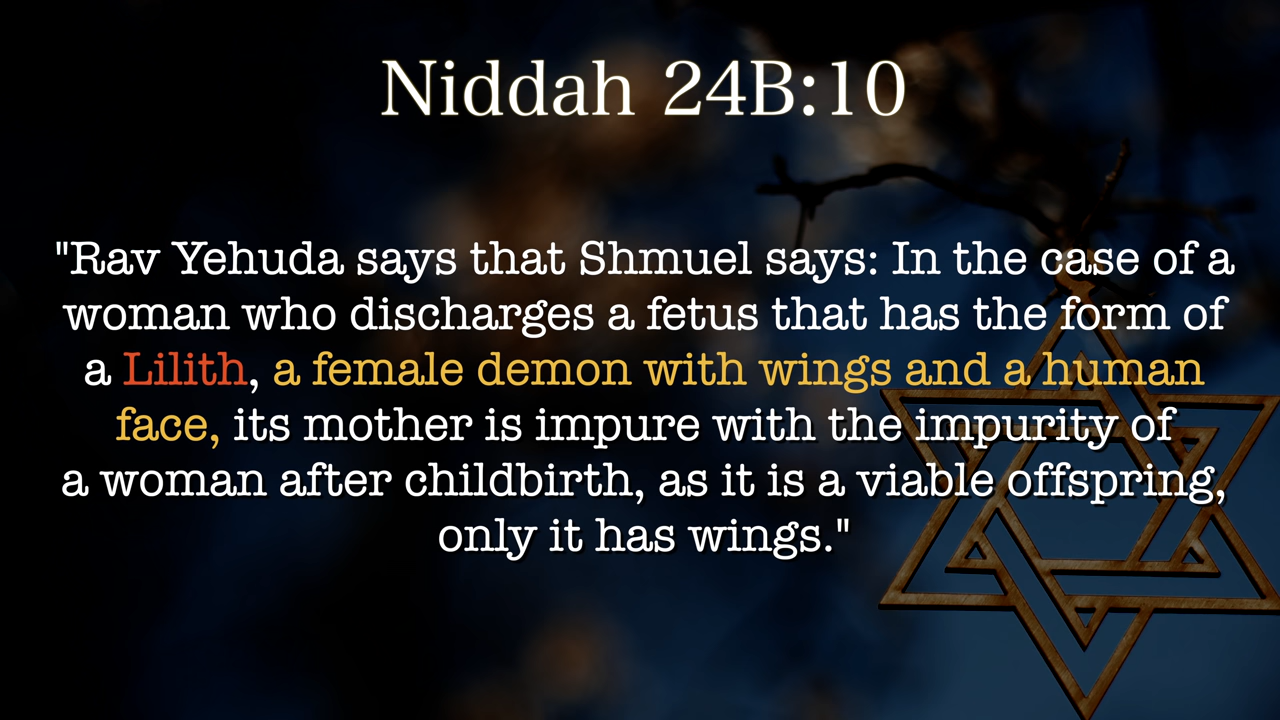 Niddah 24B:10
"Rav Yehuda says that Shmuel says: In the case of a
woman who discharges a fetus that has the form of
a Lilith, a female demon with wings and a human
face, its mother is impure with the impurity of
a woman after childbirth, as it is a viable offspring,
only it has wings."